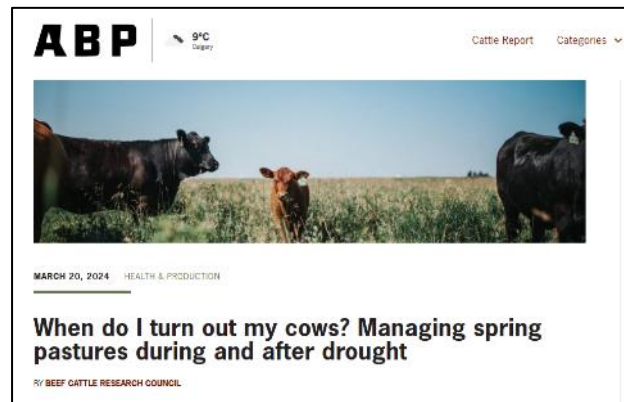 ABP
9°C
Calgary
Cattle Report Categories
MARCH 20, 2024 HEALTH & PRODUCTION
When do I turn out my cows? Managing spring
pastures during and after drought
BY BEEF CATTLE RESEARCH COUNCIL